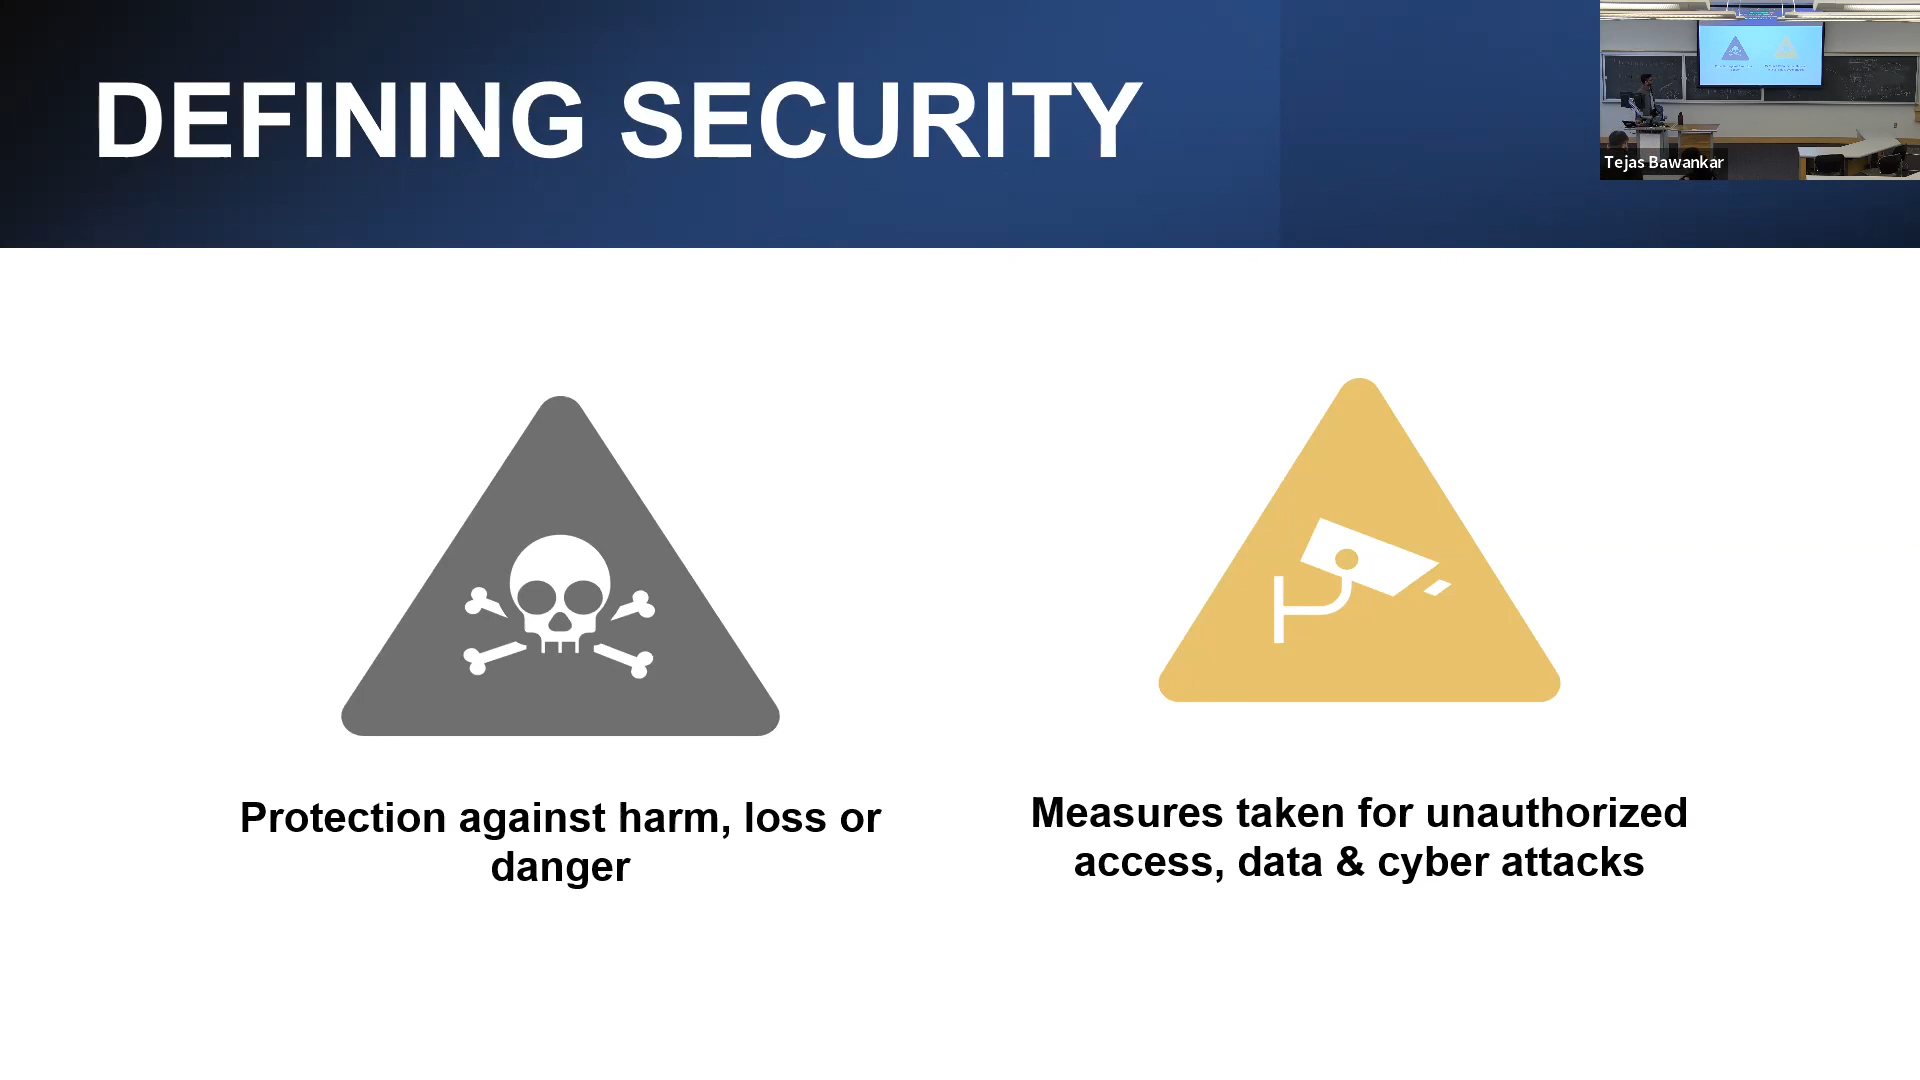 DEFINING SECURITY
Tejas Bawankar
Protection against harm, loss or
danger
Measures taken for unauthorized
access, data & cyber attacks